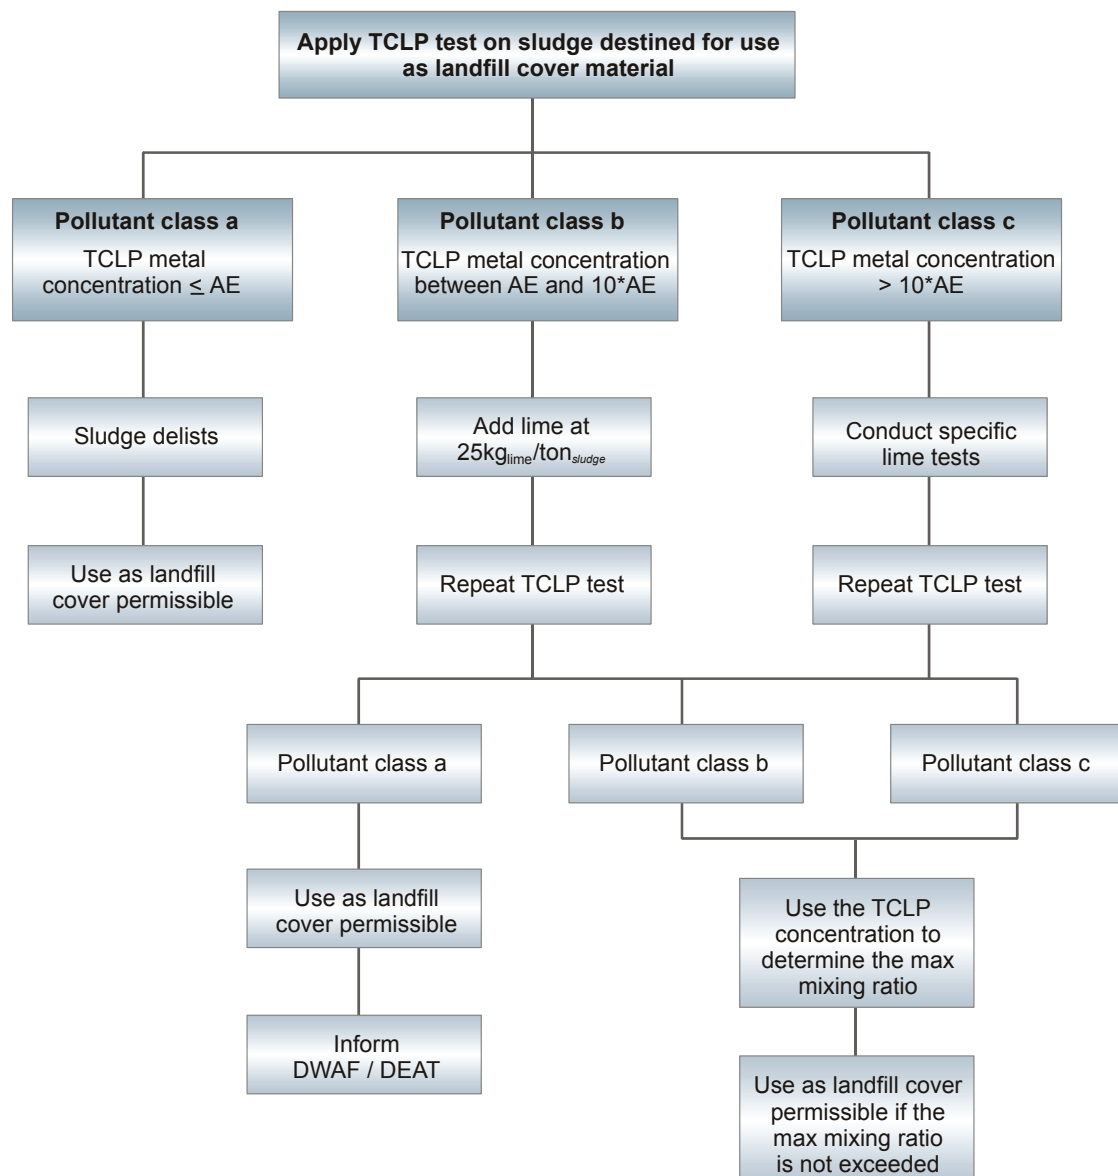 Apply TCLP test on sludge destined for use
as landfill cover material
Pollutant class a
TCLP metal
concentration ≤ AE
Pollutant class b
TCLP metal concentration
between AE and 10*AE
Pollutant class c
TCLP metal concentration
> 10*AE
Sludge delists
Add lime at
25kglime/tonsludge
Conduct specific
lime tests
Use as landfill
cover permissible
Repeat TCLP test
Repeat TCLP test
Pollutant class a
Pollutant class b
Pollutant class c
Use as landfill
cover permissible
Use the TCLP
concentration to
determine the max
mixing ratio
Inform
DWAF / DEAT
Use as landfill cover
permissible if the
max mixing ratio
is not exceeded